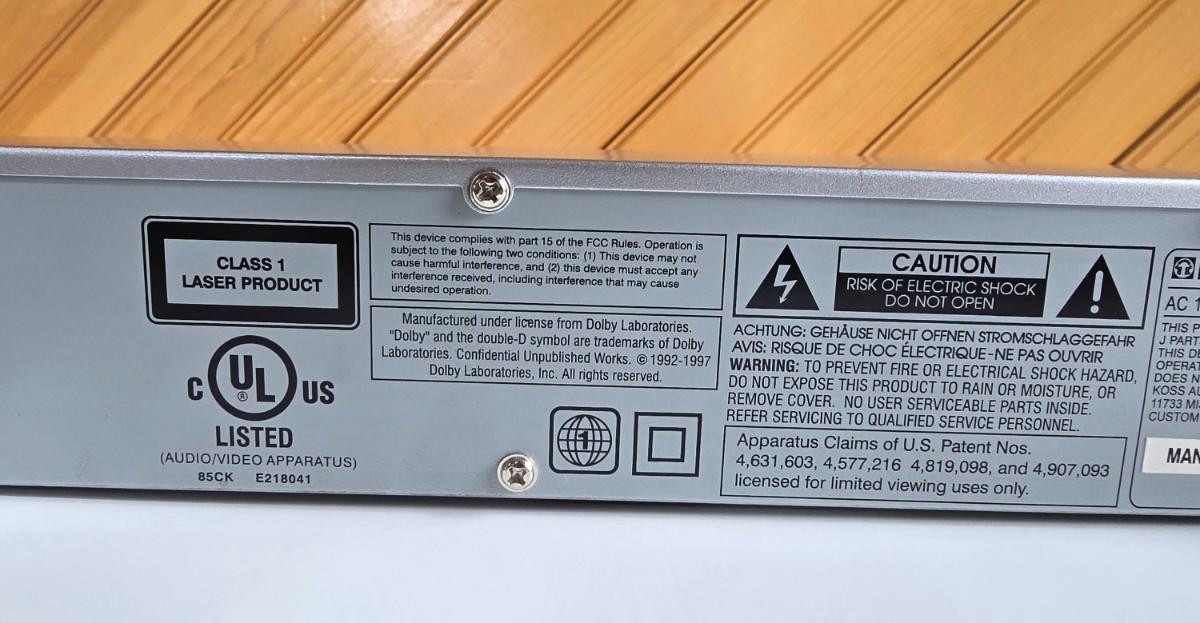 CLASS 1
LASER PRODUCT
C UL US
®
LISTED
(AUDIO/VIDEO APPARATUS)
85CK E218041
This device complies with part 15 of the FCC Rules. Operation is
subject to the following two conditions: (1) This device may not
cause harmful interference, and (2) this device must accept any
interference received, including interference that may cause
undesired operation.
Manufactured under license from Dolby Laboratories.
"Dolby" and the double-D symbol are trademarks of Dolby
Laboratories. Confidential Unpublished Works. © 1992-1997
Dolby Laboratories, Inc. All rights reserved.
1
CAUTION
RISK OF ELECTRIC SHOCK
DO NOT OPEN
!
ACHTUNG: GEHÅUSE NICHT OFFNEN STROMSCHLAGGEFAHR
AVIS: RISQUE DE CHOC ÉLECTRIQUE-NE PAS OUVRIR
WARNING: TO PREVENT FIRE OR ELECTRICAL SHOCK HAZARD,
DO NOT EXPOSE THIS PRODUCT TO RAIN OR MOISTURE, OR
REMOVE COVER. NO USER SERVICEABLE PARTS INSIDE.
REFER SERVICING TO QUALIFIED SERVICE PERSONNEL.
Apparatus Claims of U.S. Patent Nos.
4,631,603, 4,577,216 4,819,098, and 4,907,093
licensed for limited viewing uses only.
AC 1
THIS P
J PART
THIS DE
OPERAT
DOES N
KOSS AU
11733 MI
CUSTOM
MAN